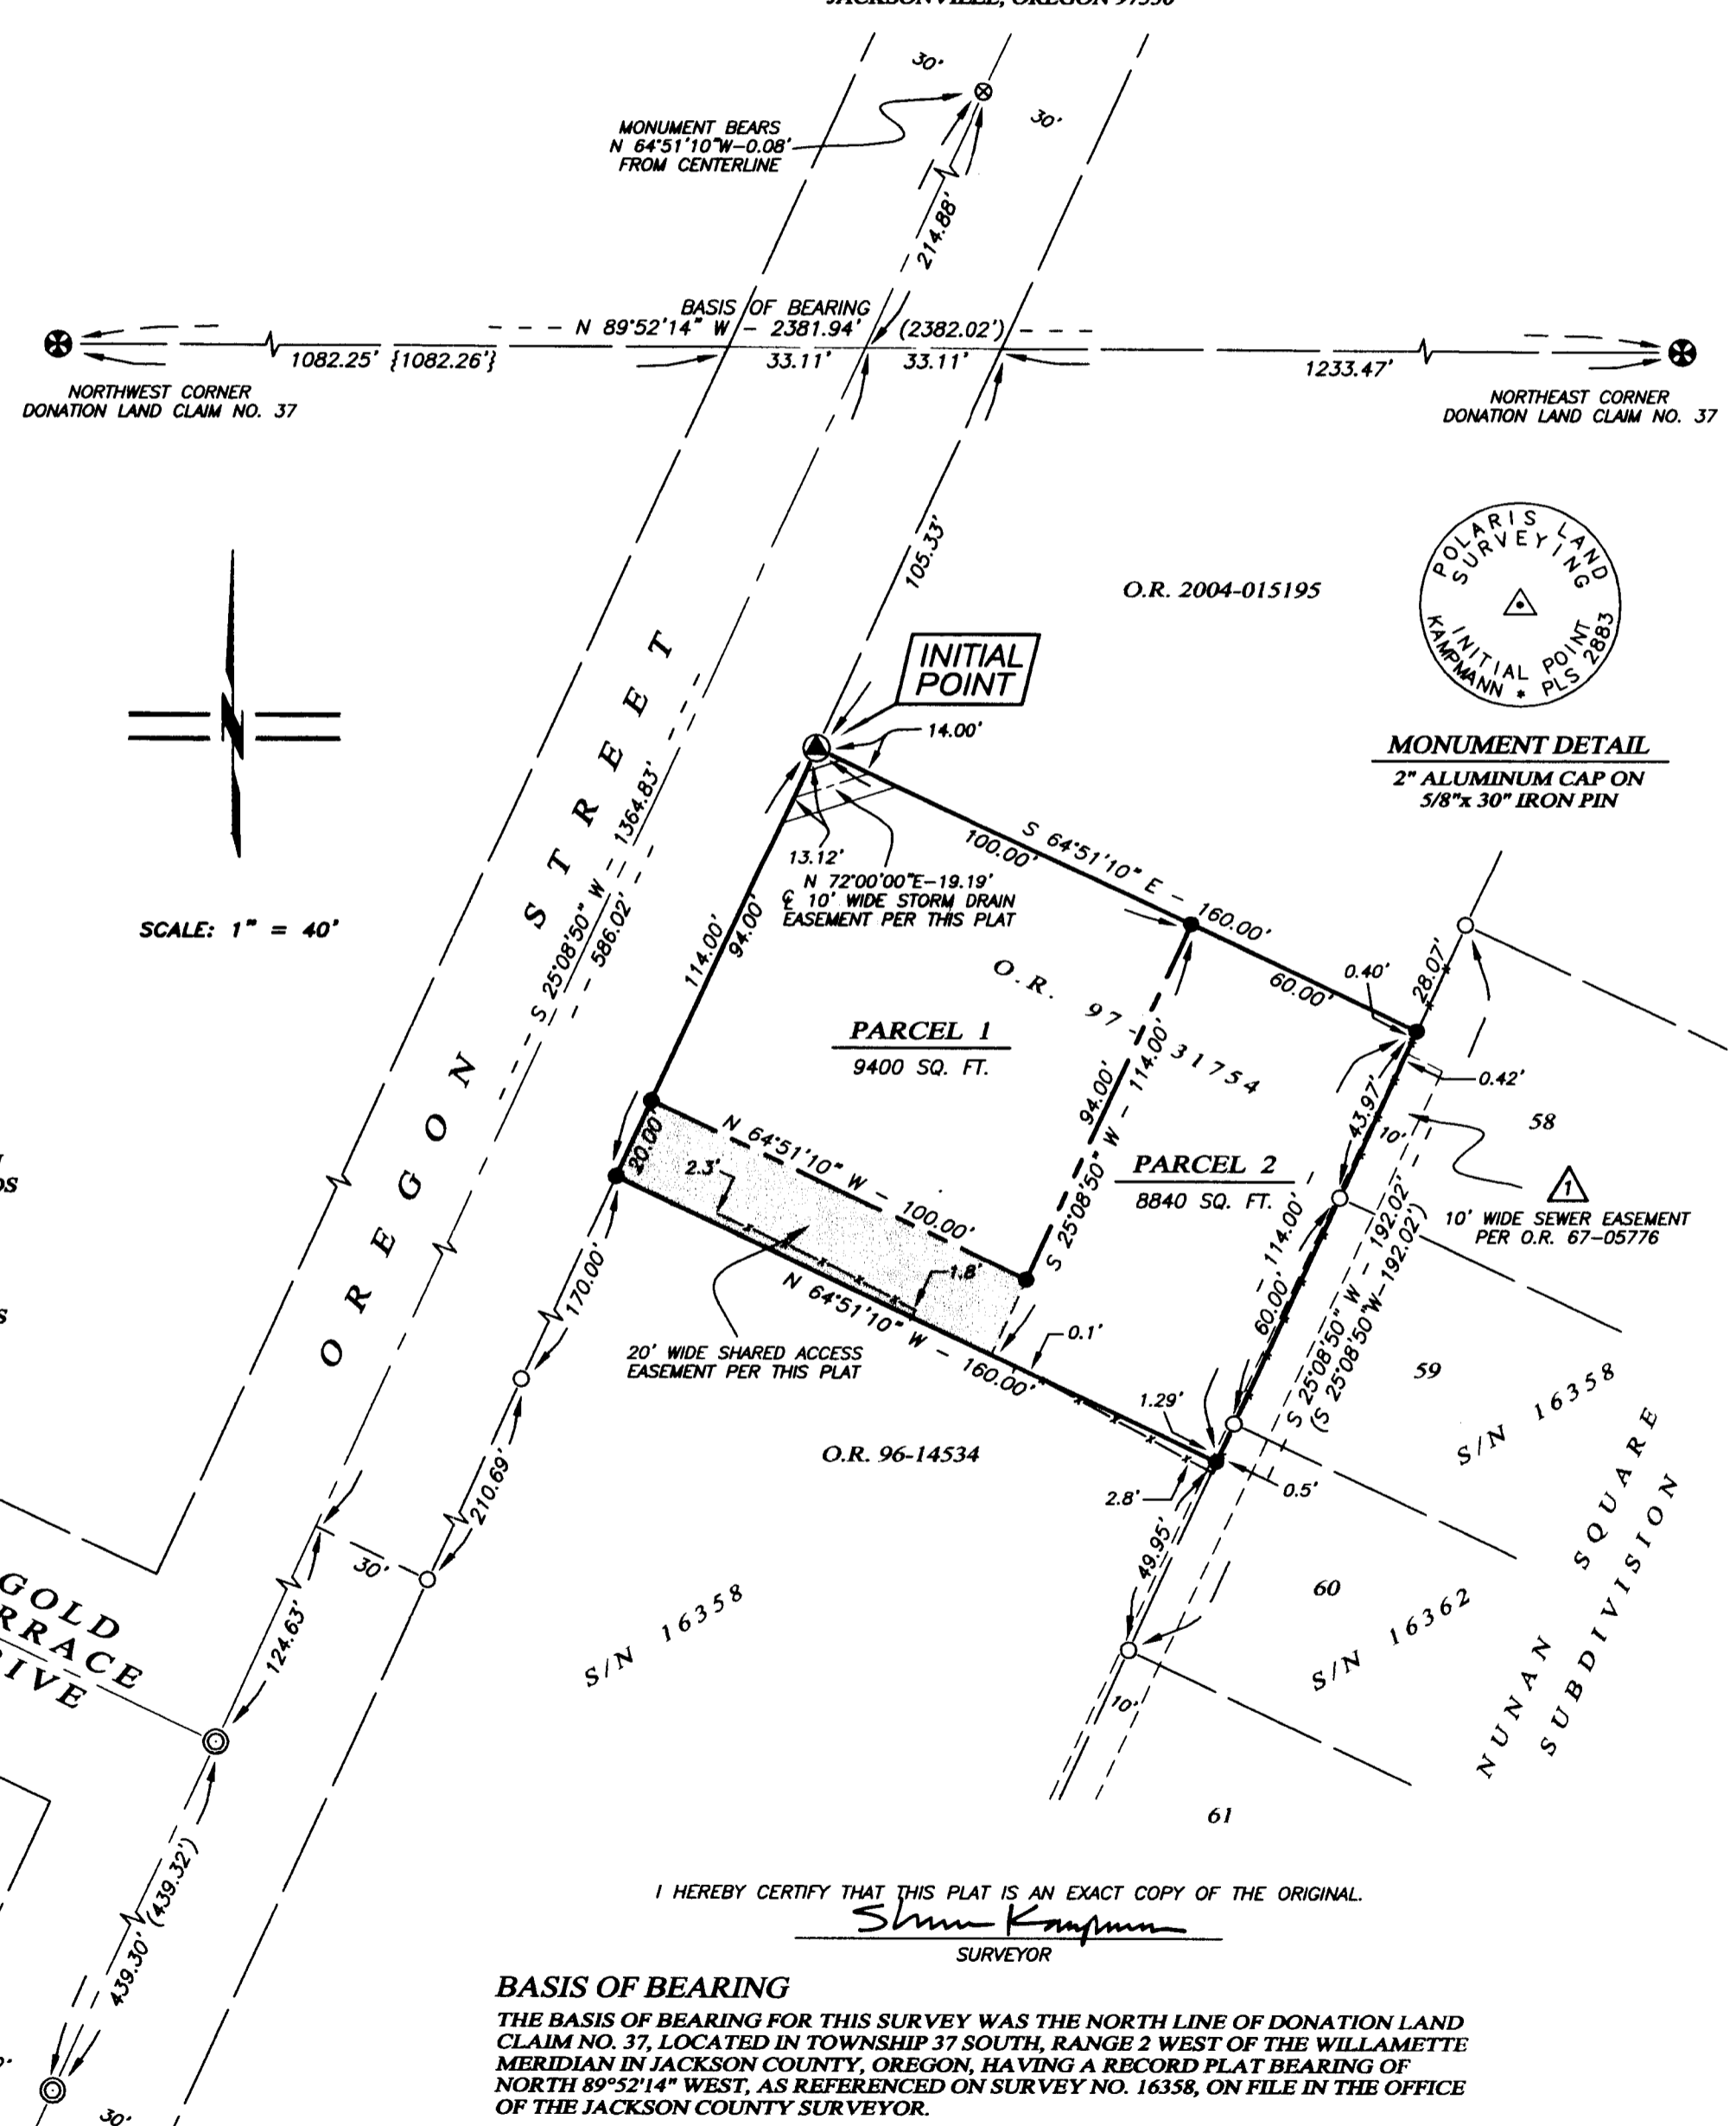 30'
MONUMENT BEARS
N 64°51'10"W-0.08'
FROM CENTERLINE
30'
214.88'
BASIS OF BEARING
N 89°52'14" W - 2381.94' (2382.02')
1082.25' {1082.26'}
33.11'
33.11'
1233.47'
NORTHWEST CORNER
DONATION LAND CLAIM NO. 37
NORTHEAST CORNER
DONATION LAND CLAIM NO. 37
105.33'
O.R. 2004-015195
POLARIS LAND
SURVEYING
INITIAL POINT
KAMPMANN * PLS 2883
MONUMENT DETAIL
2" ALUMINUM CAP ON
5/8"x 30" IRON PIN
INITIAL
POINT
14.00'
N
SCALE: 1" = 40'
OREGON STREET
S 25°08'50" W - 1364.83'
586.02'
13.12'
N 72°00'00"E-19.19'
℄ 10' WIDE STORM DRAIN
EASEMENT PER THIS PLAT
S 64°51'10" E - 160.00'
100.00'
60.00'
114.00'
94.00'
O.R. 97-31754
0.40'
28.07'
0.42'
PARCEL 1
9400 SQ. FT.
94.00'
S 25°08'50" W - 114.00'
43.97'
10'
58
PARCEL 2
8840 SQ. FT.
1
10' WIDE SEWER EASEMENT
PER O.R. 67-05776
20.00'
N 64°51'10" W - 100.00'
2.3'
1.8'
N 64°51'10" W - 160.00'
20' WIDE SHARED ACCESS
EASEMENT PER THIS PLAT
0.1'
- 114.00'
60.00'
S 25°08'50" W - 192.02'
(S 25°08'50"W-192.02')
59
S/N 16358
170.00'
210.69'
1.29'
O.R. 96-14534
2.8'
0.5'
49.95'
30'
124.63'
GOLD
RRACE
IVE
S/N 16358
60
S/N 16362
NUNAN SQUARE
SUBDIVISION
10'
61
439.30' (439.32')
I HEREBY CERTIFY THAT THIS PLAT IS AN EXACT COPY OF THE ORIGINAL.
SURVEYOR
BASIS OF BEARING
THE BASIS OF BEARING FOR THIS SURVEY WAS THE NORTH LINE OF DONATION LAND
CLAIM NO. 37, LOCATED IN TOWNSHIP 37 SOUTH, RANGE 2 WEST OF THE WILLAMETTE
MERIDIAN IN JACKSON COUNTY, OREGON, HAVING A RECORD PLAT BEARING OF
NORTH 89°52'14" WEST, AS REFERENCED ON SURVEY NO. 16358, ON FILE IN THE OFFICE
OF THE JACKSON COUNTY SURVEYOR.
30'